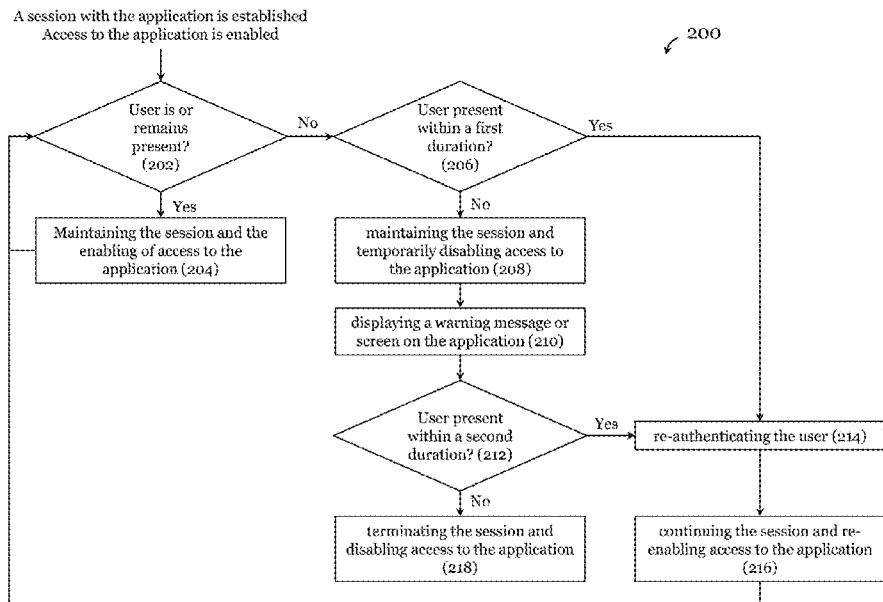 A session with the application is established
Access to the application is enabled
200
User is or
remains
present?
(202)
No
User present
within a first
duration?
(206)
Yes
Yes
No
Maintaining the session and the
enabling of access to the
application (204)
maintaining the session and
temporarily disabling access to
the application (208)
displaying a warning message or
screen on the application (210)
User present
within a second
duration? (212)
Yes
re-authenticating the user (214)
No
terminating the session and
disabling access to the application
(218)
continuing the session and re-
enabling access to the application
(216)